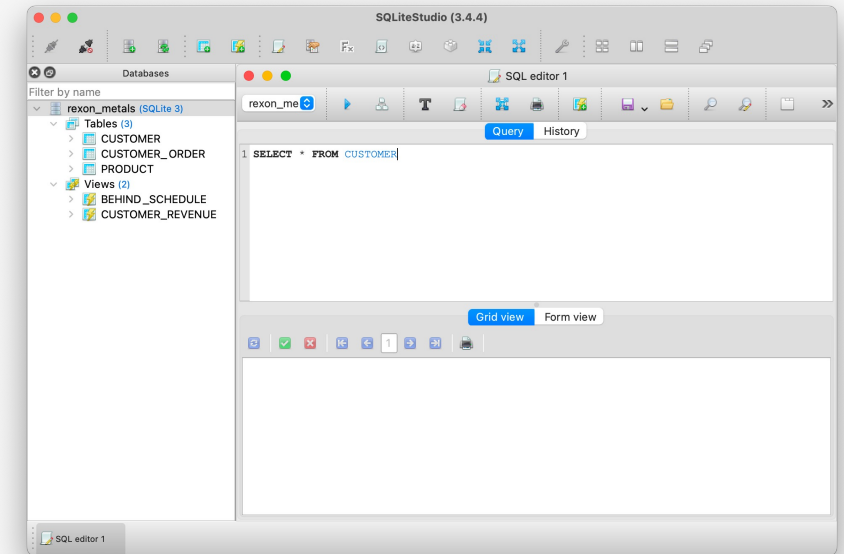 SQLiteStudio (3.4.4)
Databases
Filter by name
rexon_metals (SQLite 3)
Tables (3)
CUSTOMER
CUSTOMER_ORDER
PRODUCT
Views (2)
BEHIND_SCHEDULE
CUSTOMER_REVENUE
SQL editor 1
rexon_me
Query History
1 SELECT * FROM CUSTOMER
Grid view Form view
1
SQL editor 1